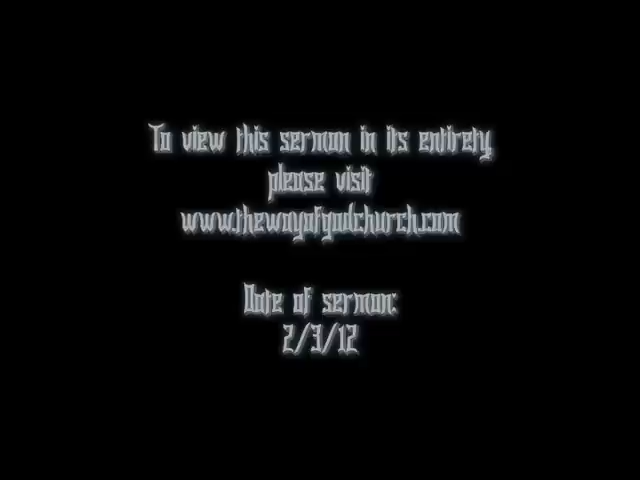 To view this sermon in its entirety,
please visit
www.thewayofgodchurch.com
Date of sermon:
2/3/12